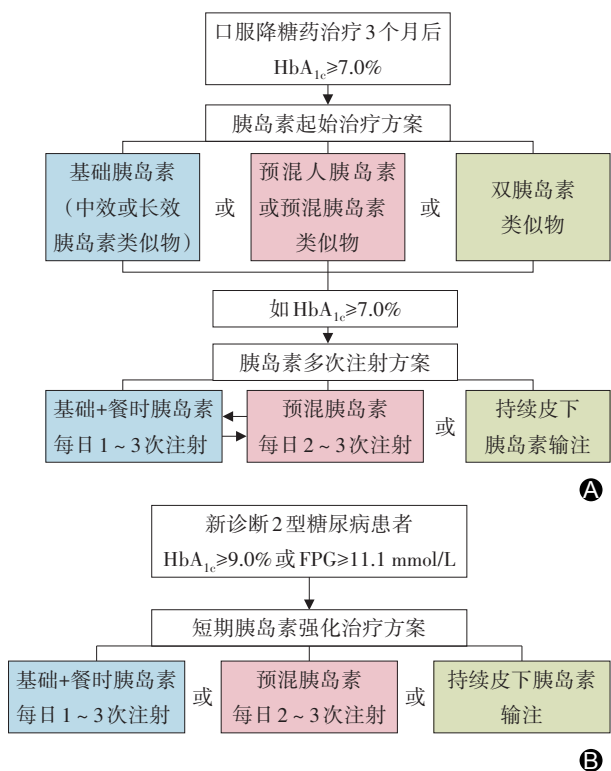 口服降糖药治疗3个月后
HbA1c≥7.0%
胰岛素起始治疗方案
基础胰岛素
（中效或长效
胰岛素类似物）
或
预混人胰岛素
或预混胰岛素
类似物
或
双胰岛素
类似物
如HbA1c≥7.0%
胰岛素多次注射方案
基础+餐时胰岛素
每日1~3次注射
预混胰岛素
每日2~3次注射
或
持续皮下
胰岛素输注
A
新诊断2型糖尿病患者
HbA1c≥9.0%或FPG≥11.1 mmol/L
短期胰岛素强化治疗方案
基础+餐时胰岛素
每日1~3次注射
或
预混胰岛素
每日2~3次注射
或
持续皮下胰岛素
输注
B